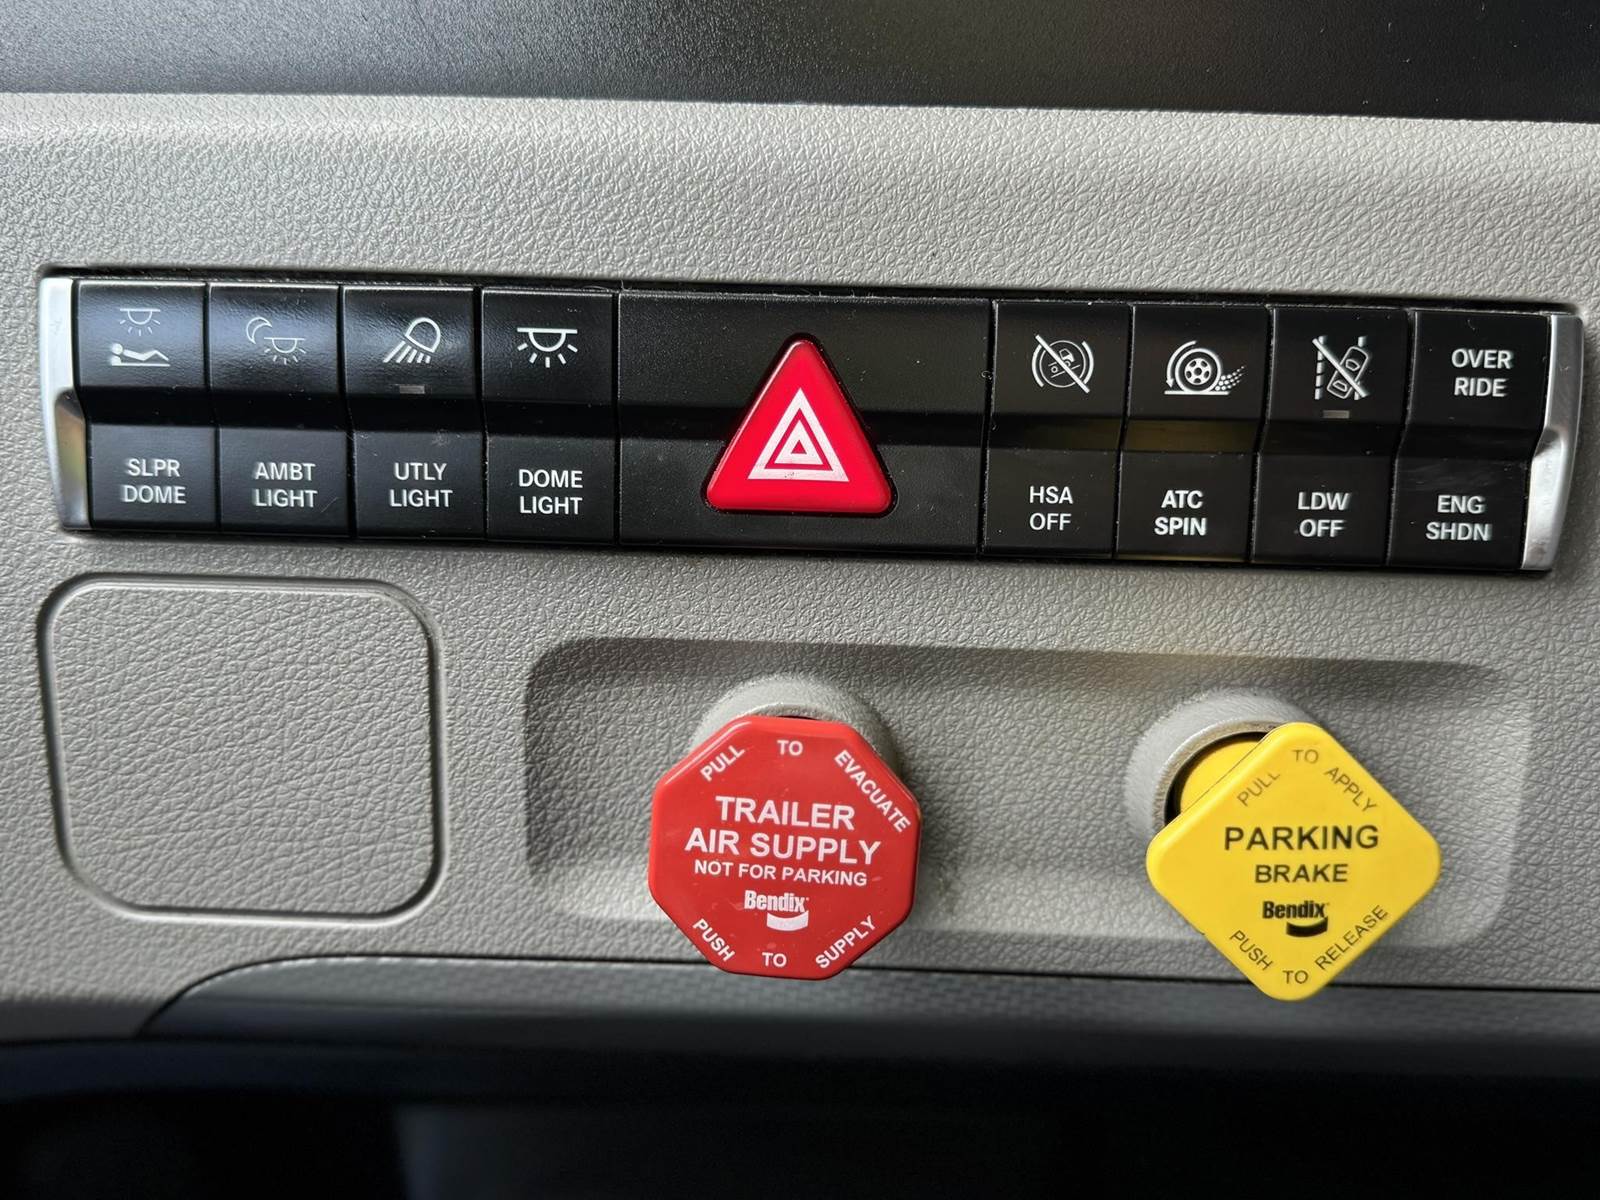 SLPR
DOME
AMBT
LIGHT
UTLY
LIGHT
DOME
LIGHT
HSA
OFF
ATC
SPIN
LDW
OFF
OVER
RIDE
ENG
SHDN
PULL TO EVACUATE
TRAILER
AIR SUPPLY
NOT FOR PARKING
Bendix
PUSH TO SUPPLY
PULL TO APPLY
PARKING
BRAKE
Bendix
PUSH TO RELEASE